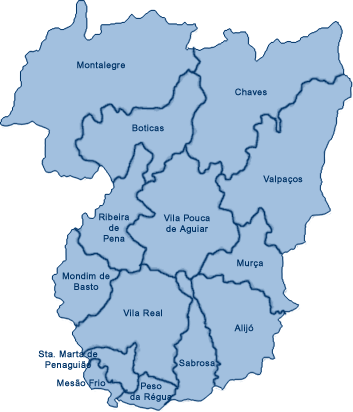 Montalegre
Chaves
Boticas
Valpaços
Ribeira
de
Pena
Vila Pouca
de Aguiar
Murça
Mondim de
Basto
Vila Real
Alijó
Sta. Marta de
Penaguião
Sabrosa
Mesão Frio
Peso
da Régua